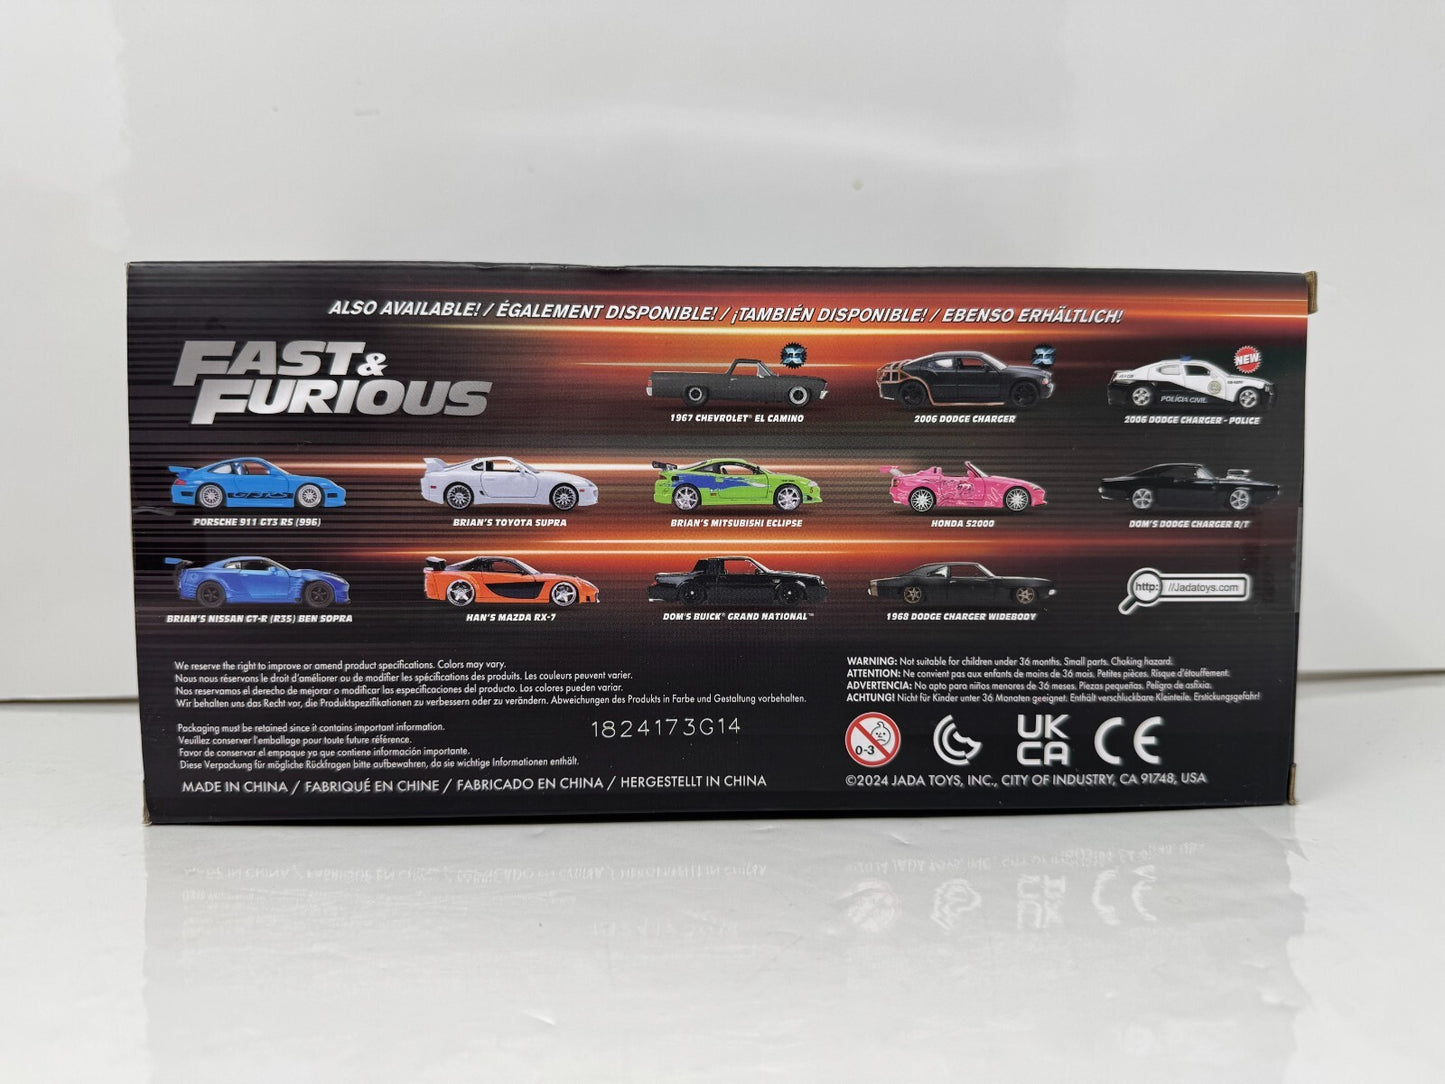 ALSO AVAILABLE! / ÉGALEMENT DISPONIBLE! / ¡TAMBIÉN DISPONIBLE! / EBENSO ERHÄLTLICH!
FAST &
FURIOUS
NEW
POLÍCIA CIVIL
1967 CHEVROLET® EL CAMINO
2006 DODGE CHARGER
2006 DODGE CHARGER - POLICE
GT3RS
PORSCHE 911 GT3 RS (996)
BRIAN'S TOYOTA SUPRA
BRIAN'S MITSUBISHI ECLIPSE
HONDA S2000
DOM'S DODGE CHARGER R/T
BRIAN'S NISSAN GT-R (R35) BEN SOPRA
HAN'S MAZDA RX-7
DOM'S BUICK® GRAND NATIONAL™
1968 DODGE CHARGER WIDEBODY
http: //Jadatoys.com
We reserve the right to improve or amend product specifications. Colors may vary.
Nous nous réservons le droit d'améliorer ou de modifier les spécifications des produits. Les couleurs peuvent varier.
Nos reservamos el derecho de mejorar o modificar las especificaciones del producto. Los colores pueden variar.
Wir behalten uns das Recht vor, die Produktspezifikationen zu verbessern oder zu verändern. Abweichungen des Produkts in Farbe und Gestaltung vorbehalten.
Packaging must be retained since it contains important information.
Veuillez conserver l'emballage pour toute future référence.
Favor de conservar el empaque ya que contiene información importante.
Diese Verpackung für mögliche Rückfragen bitte aufbewahren, da sie wichtige Informationen enthält.
1824173G14
MADE IN CHINA / FABRIQUÉ EN CHINE / FABRICADO EN CHINA / HERGESTELLT IN CHINA
WARNING: Not suitable for children under 36 months. Small parts. Choking hazard.
ATTENTION: Ne convient pas aux enfants de moins de 36 mois. Petites pièces. Risque d'étouffement.
ADVERTENCIA: No apto para niños menores de 36 meses. Piezas pequeñas. Peligro de asfixia.
ACHTUNG! Nicht für Kinder unter 36 Monaten geeignet. Enthält verschluckbare Kleinteile. Erstickungsgefahr!
0-3
UK
CA
CE
©2024 JADA TOYS, INC., CITY OF INDUSTRY, CA 91748, USA